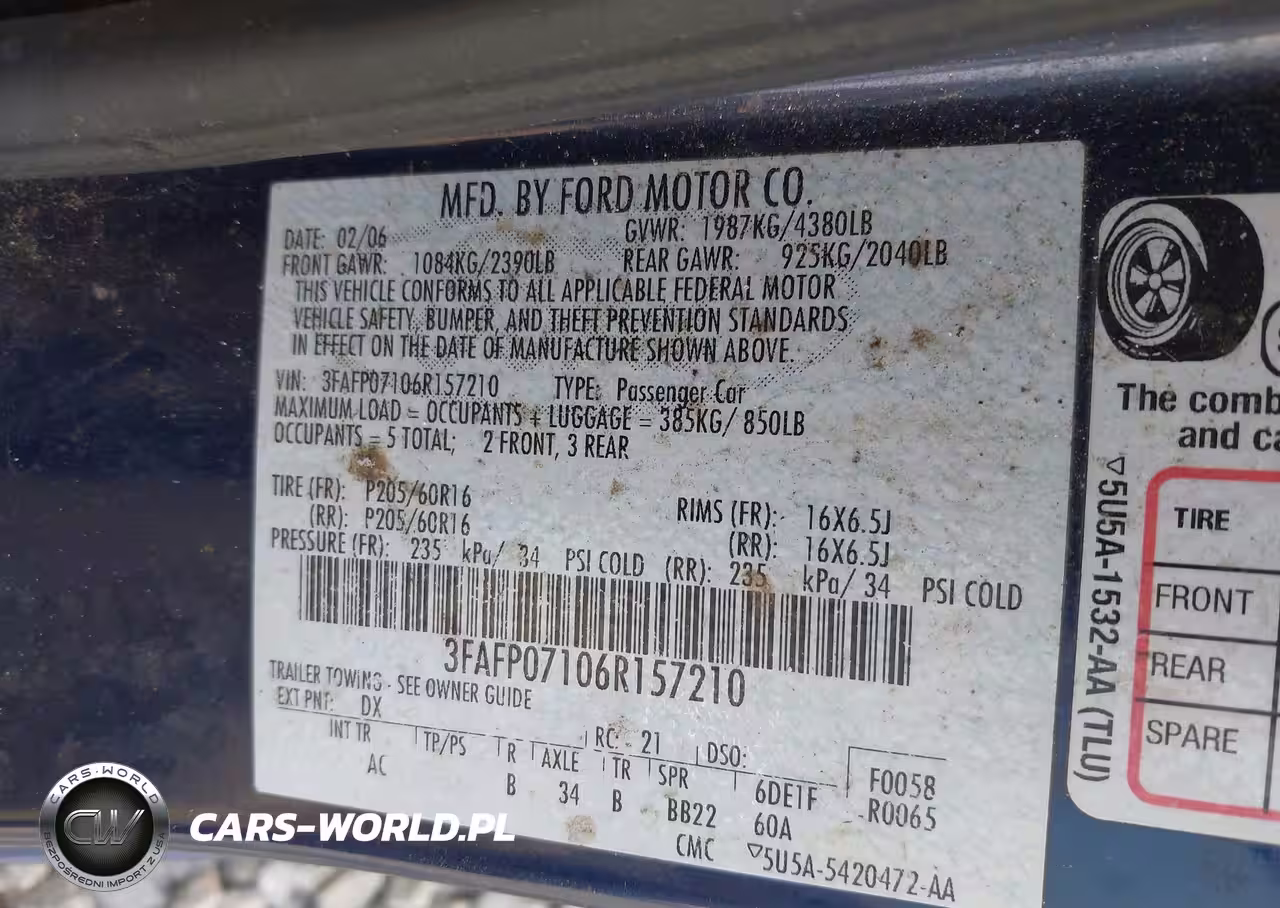 MFD. BY FORD MOTOR CO.
DATE: 02/06 GVWR: 1987KG/4380LB
FRONT GAWR: 1084KG/2390LB REAR GAWR: 925KG/2040LB
THIS VEHICLE CONFORMS TO ALL APPLICABLE FEDERAL MOTOR
VEHICLE SAFETY, BUMPER, AND THEFT PREVENTION STANDARDS
IN EFFECT ON THE DATE OF MANUFACTURE SHOWN ABOVE.
VIN: 3FAFP07106R157210 TYPE: Passenger Car
MAXIMUM LOAD = OCCUPANTS + LUGGAGE = 385KG/ 850LB
OCCUPANTS = 5 TOTAL; 2 FRONT, 3 REAR
TIRE (FR): P205/60R16 RIMS (FR): 16X6.5J
(RR): P205/60R16 (RR): 16X6.5J
PRESSURE (FR): 235 kPa/ 34 PSI COLD (RR): 235 kPa/ 34 PSI COLD
3FAFP07106R157210
TRAILER TOWING - SEE OWNER GUIDE
EXT PNT: DX RC: 21 DSO:
INT TR TP/PS R AXLE TR SPR F0058
AC B 34 B BB22 6DETF R0065
CMC 60A
▽5U5A-5420472-AA
The comb
and ca
▽5U5A-1532-AA (TLU)
TIRE
FRONT
REAR
SPARE
CARS-WORLD
CW
BEZPOŚREDNI IMPORT Z USA
CARS-WORLD.PL